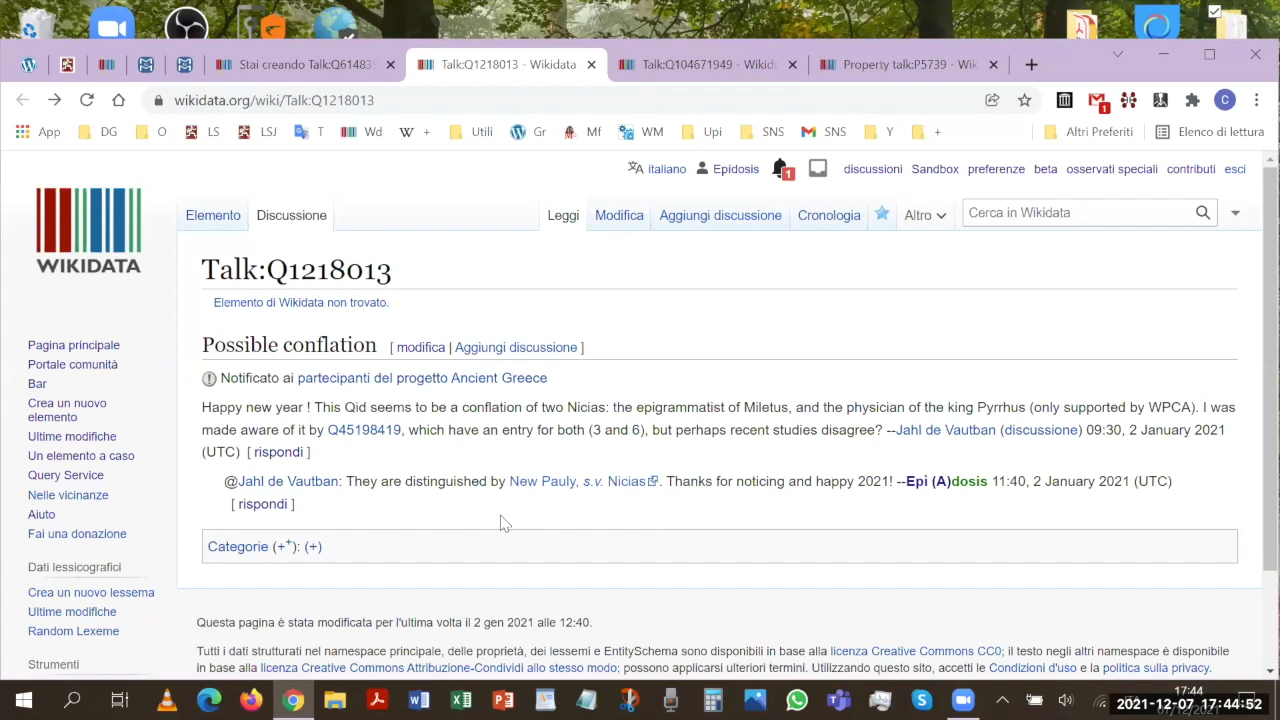 Stai creando Talk:Q61483
Talk:Q1218013 - Wikidata
Talk:Q104671949 - Wikid
Property talk:P5739 - Wik
wikidata.org/wiki/Talk:Q1218013
1
C
App
DG
O
LS
LSJ
T
Wd
+
Utili
Gr
Mf
WM
Upi
SNS
SNS
Y
+
Altri Preferiti
Elenco di lettura
italiano
Epidosis
1
discussioni
Sandbox
preferenze
beta
osservati speciali
contributi
esci
WIKIDATA
Elemento
Discussione
Leggi
Modifica
Aggiungi discussione
Cronologia
Altro
Cerca in Wikidata
Talk:Q1218013
Elemento di Wikidata non trovato.
Possible conflation [ modifica | Aggiungi discussione ]
Notificato ai partecipanti del progetto Ancient Greece
Happy new year ! This Qid seems to be a conflation of two Nicias: the epigrammatist of Miletus, and the physician of the king Pyrrhus (only supported by WPCA). I was
made aware of it by Q45198419, which have an entry for both (3 and 6), but perhaps recent studies disagree? --Jahl de Vautban (discussione) 09:30, 2 January 2021
(UTC) [ rispondi ]
@Jahl de Vautban: They are distinguished by New Pauly, s.v. Nicias. Thanks for noticing and happy 2021! --Epì (A)dosis 11:40, 2 January 2021 (UTC)
[ rispondi ]
Categorie (++): (+)
Questa pagina è stata modificata per l'ultima volta il 2 gen 2021 alle 12:40.
Tutti i dati strutturati nel namespace principale, delle proprietà, dei lessemi e EntitySchema sono disponibili in base alla licenza Creative Commons CC0; il testo negli altri namespace è disponibile
in base alla licenza Creative Commons Attribuzione-Condividi allo stesso modo; possono applicarsi ulteriori termini. Utilizzando questo sito, accetti le Condizioni d'uso e la politica sulla privacy.
Pagina principale
Portale comunità
Bar
Crea un nuovo
elemento
Ultime modifiche
Un elemento a caso
Query Service
Nelle vicinanze
Aiuto
Fai una donazione
Dati lessicografici
Crea un nuovo lessema
Ultime modifiche
Random Lexeme
Strumenti
17:44
2021-12-07 17:44:52